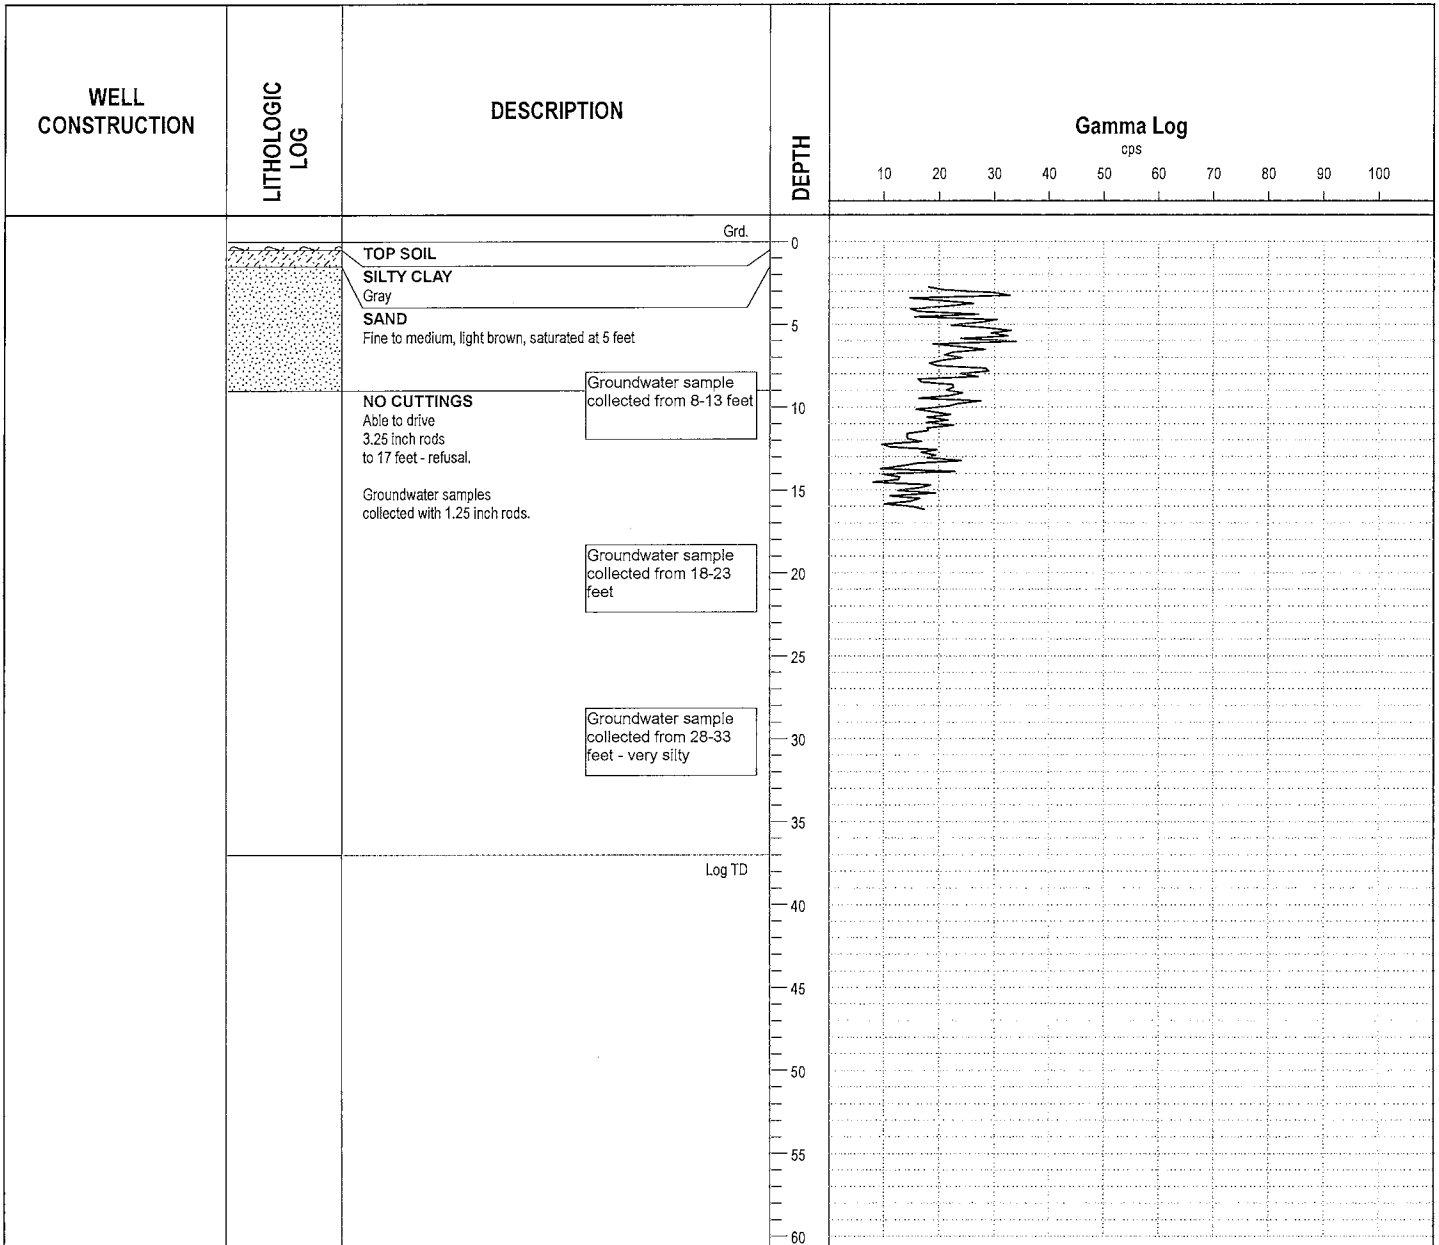 WELL
CONSTRUCTION
LITHOLOGIC
LOG
DESCRIPTION
DEPTH
Gamma Log
cps
10 20 30 40 50 60 70 80 90 100
Grd.
0
TOP SOIL
SILTY CLAY
Gray
SAND
5
Fine to medium, light brown, saturated at 5 feet
Groundwater sample
collected from 8-13 feet
NO CUTTINGS
10
Able to drive
3.25 inch rods
to 17 feet - refusal.
15
Groundwater samples
collected with 1.25 inch rods.
Groundwater sample
collected from 18-23
feet
20
25
Groundwater sample
collected from 28-33
feet - very silty
30
35
Log TD
40
45
50
55
60